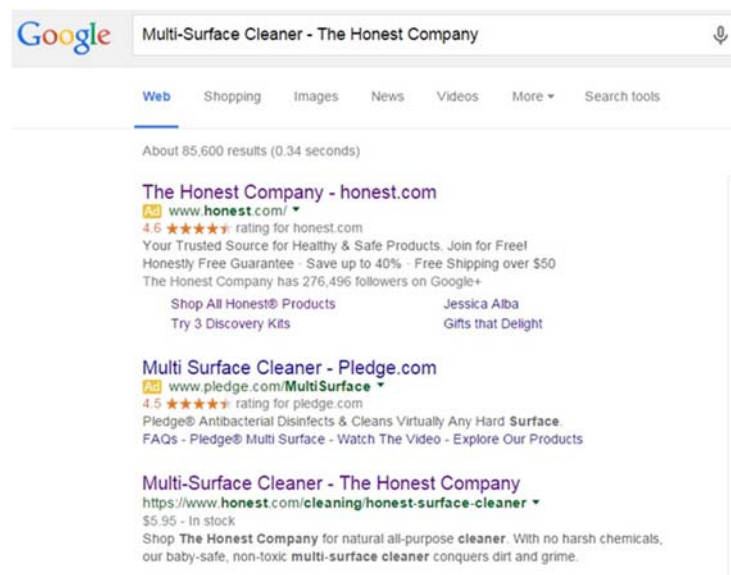 Google
Multi-Surface Cleaner - The Honest Company
Web Shopping Images News Videos More Search tools
About 85,600 results (0.34 seconds)
The Honest Company - honest.com
Ad www.honest.com/
4.6 ★★★★★ rating for honest.com
Your Trusted Source for Healthy & Safe Products. Join for Free!
Honestly Free Guarantee · Save up to 40% · Free Shipping over $50
The Honest Company has 276,496 followers on Google+
Shop All Honest® Products Jessica Alba
Try 3 Discovery Kits Gifts that Delight
Multi Surface Cleaner - Pledge.com
Ad www.pledge.com/MultiSurface
4.5 ★★★★★ rating for pledge.com
Pledge® Antibacterial Disinfects & Cleans Virtually Any Hard Surface.
FAQs - Pledge® Multi Surface - Watch The Video - Explore Our Products
Multi-Surface Cleaner - The Honest Company
https://www.honest.com/cleaning/honest-surface-cleaner
$5.95 - In stock
Shop The Honest Company for natural all-purpose cleaner. With no harsh chemicals,
our baby-safe, non-toxic multi-surface cleaner conquers dirt and grime.